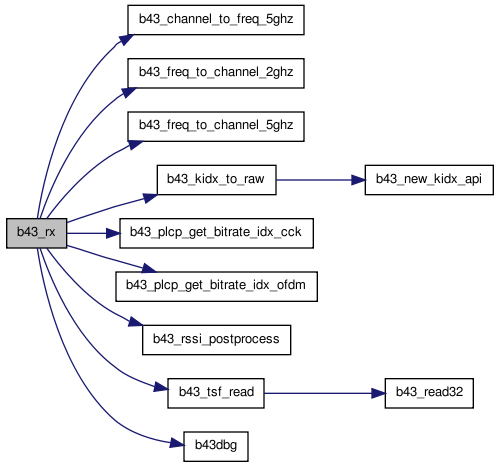 b43_channel_to_freq_5ghz
b43_freq_to_channel_2ghz
b43_freq_to_channel_5ghz
b43_kidx_to_raw
b43_new_kidx_api
b43_rx
b43_plcp_get_bitrate_idx_cck
b43_plcp_get_bitrate_idx_ofdm
b43_rssi_postprocess
b43_tsf_read
b43_read32
b43dbg